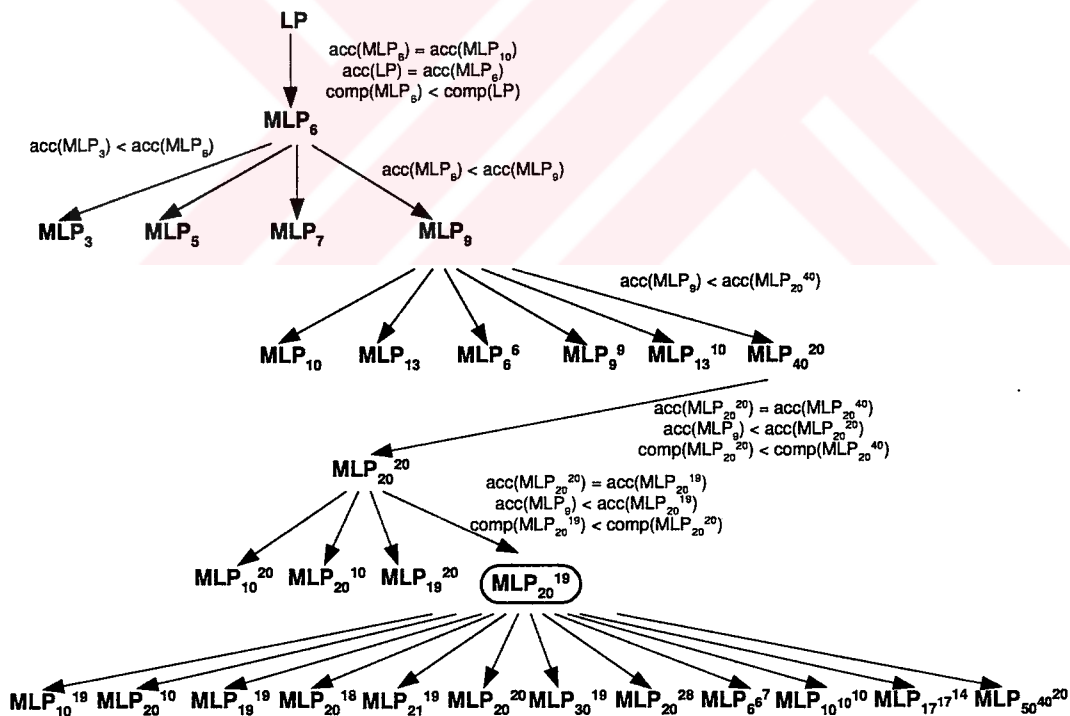 LP
acc(MLP₆) = acc(MLP₁₀)
acc(LP) = acc(MLP₆)
comp(MLP₆) < comp(LP)
MLP₆
acc(MLP₃) < acc(MLP₆)
acc(MLP₆) < acc(MLP₉)
MLP₃ MLP₅ MLP₇ MLP₉
acc(MLP₉) < acc(MLP₂₀⁴⁰)
MLP₁₀ MLP₁₃ MLP₆⁶ MLP₉⁹ MLP₁₃¹⁰ MLP₄₀²⁰
acc(MLP₂₀²⁰) = acc(MLP₂₀⁴⁰)
acc(MLP₉) < acc(MLP₂₀²⁰)
comp(MLP₂₀²⁰) < comp(MLP₂₀⁴⁰)
MLP₂₀²⁰
acc(MLP₂₀²⁰) = acc(MLP₂₀¹⁹)
acc(MLP₉) < acc(MLP₂₀¹⁹)
comp(MLP₂₀¹⁹) < comp(MLP₂₀²⁰)
MLP₁₀²⁰ MLP₂₀¹⁰ MLP₁₉²⁰ MLP₂₀¹⁹
MLP₁₀¹⁹ MLP₂₀¹⁰ MLP₁₉¹⁹ MLP₂₀¹⁸ MLP₂₁¹⁹ MLP₂₀²⁰ MLP₃₀¹⁹ MLP₂₀²⁸ MLP₆₆⁷ MLP₁₀₁₀¹⁰ MLP₁₇₁₇¹⁴ MLP₅₀₄₀²⁰